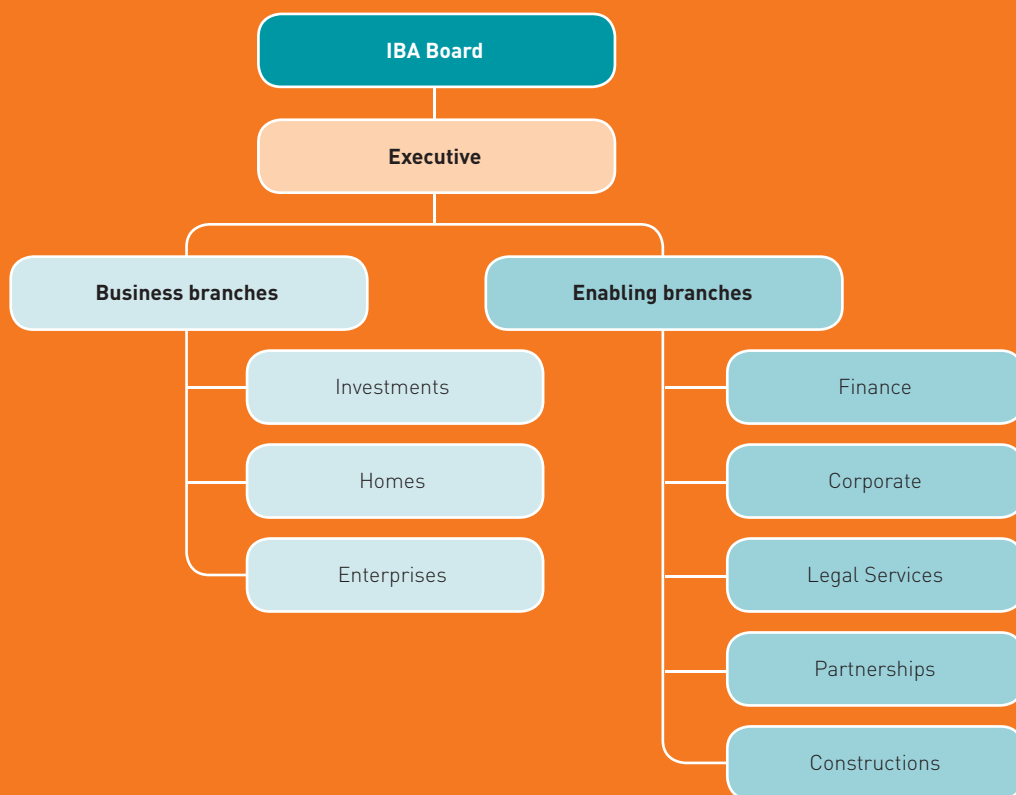 IBA Board
Executive
Business branches
Enabling branches
Investments
Homes
Enterprises
Finance
Corporate
Legal Services
Partnerships
Constructions